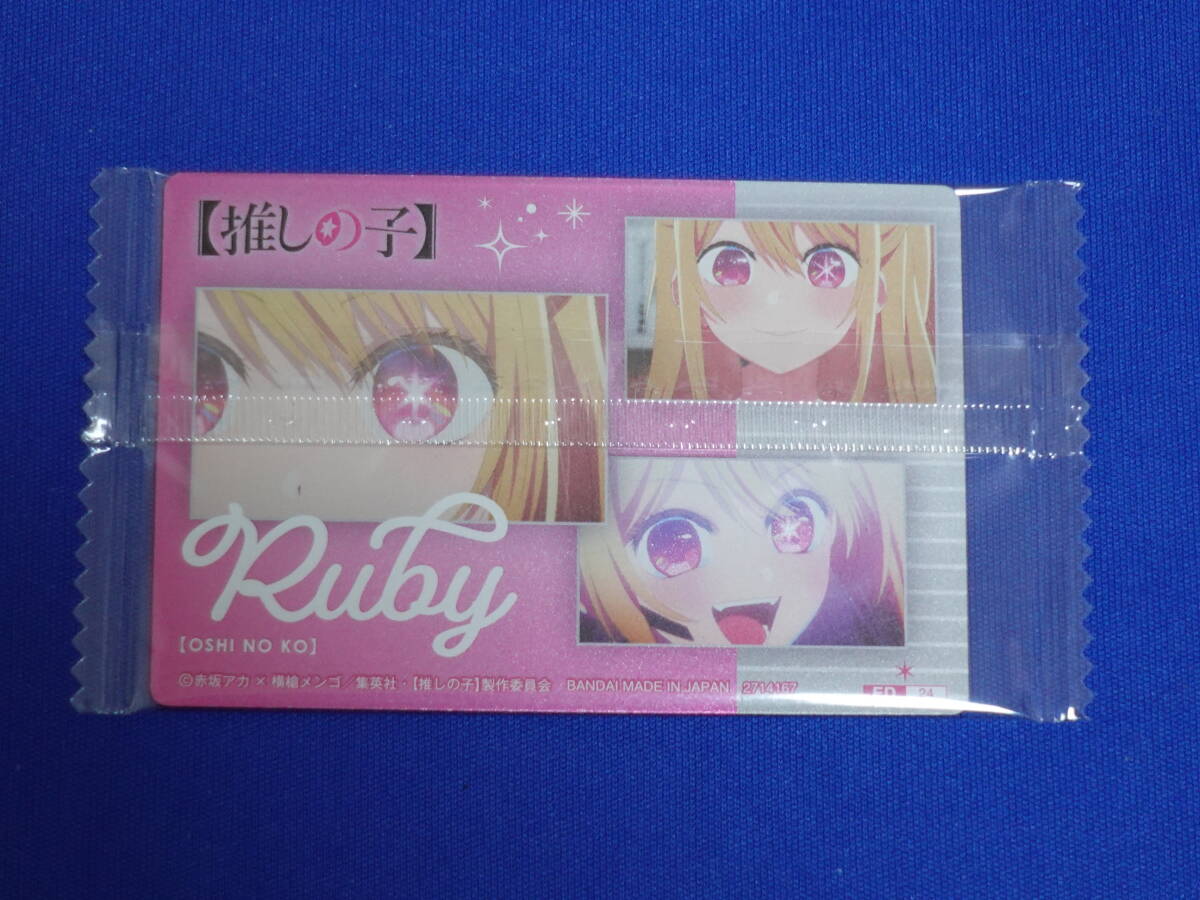 【推しの子】
Ruby
【OSHI NO KO】
©赤坂アカ × 横槍メンゴ／集英社・【推しの子】製作委員会 ／ BANDAI MADE IN JAPAN 2714167
24